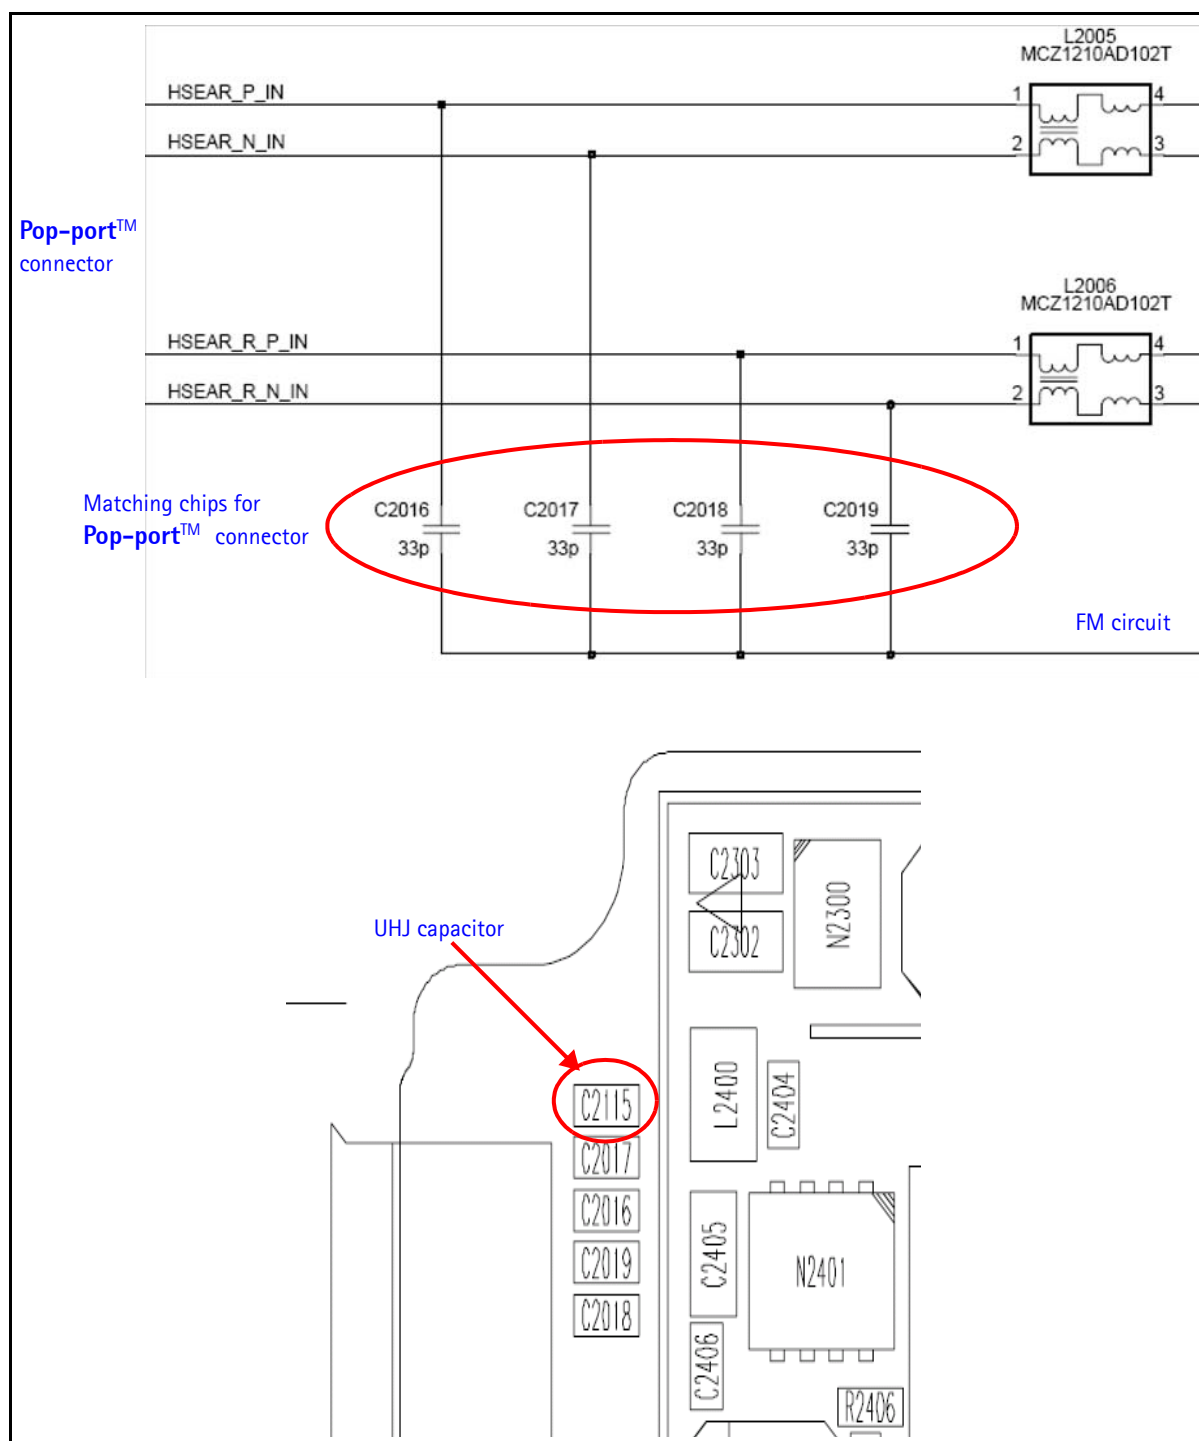 L2005
MCZ1210AD102T
HSEAR_P_IN
1
4
HSEAR_N_IN
2
3
Pop-port™
connector
L2006
MCZ1210AD102T
HSEAR_R_P_IN
1
4
HSEAR_R_N_IN
2
3
Matching chips for
Pop-port™ connector
C2016
33p
C2017
33p
C2018
33p
C2019
33p
FM circuit
C2303
C2302
N2300
UHJ capacitor
L2400
C2404
C2115
C2017
C2016
C2019
C2018
C2405
N2401
C2406
R2406